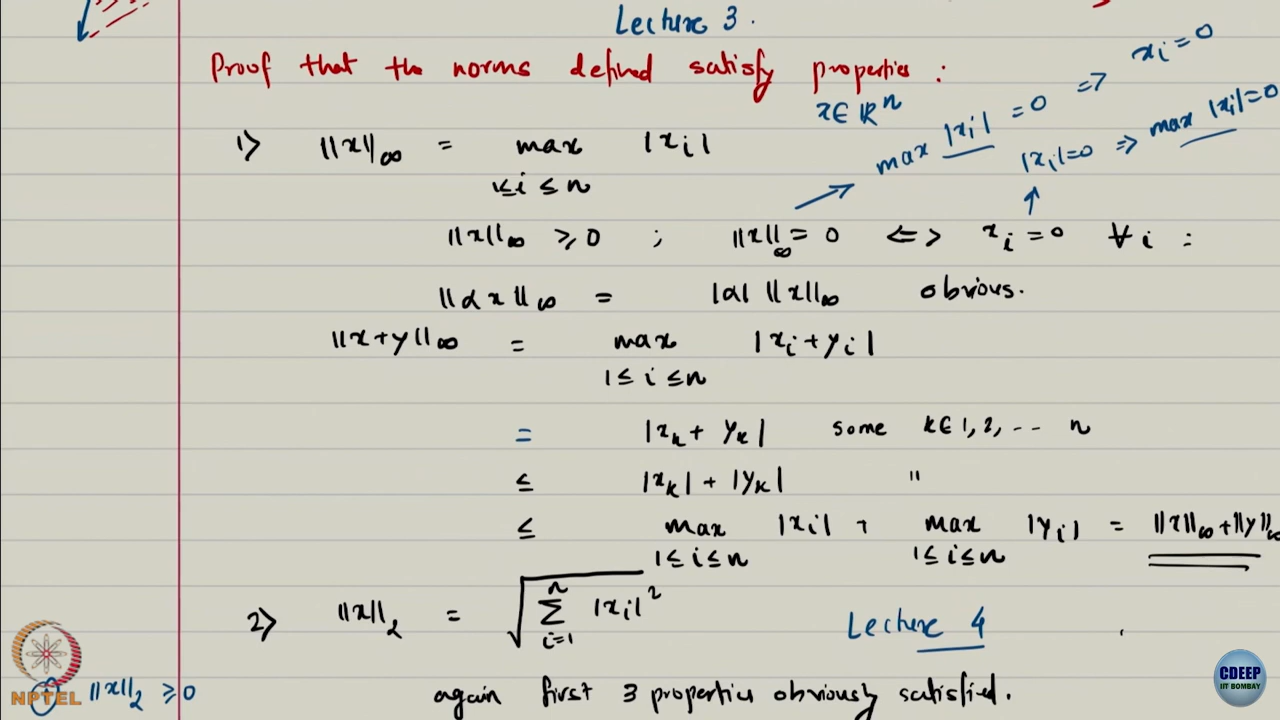 Lecture 3.
Proof that the norms defined satisfy properties :
x ∈ ℝⁿ
max |xᵢ| = 0 ⇒ xᵢ = 0
|xᵢ|=0 ⇒ max |xᵢ|=0
1> ||x||∞ = max |xᵢ|
1≤i ≤ n
||x||∞ ≥ 0 ; ||x||∞ = 0 <=> xᵢ = 0 ∀ i :
||αx||∞ = |α| ||x||∞ obvious.
||x+y||∞ = max |xᵢ + yᵢ|
1 ≤ i ≤ n
= |xₖ + yₖ| some k ∈ 1, 2, -- n
≤ |xₖ| + |yₖ| "
≤ max |xᵢ| + max |yᵢ| = ||x||∞ + ||y||∞
1 ≤ i ≤ n 1 ≤ i ≤ n
2> ||x||₂ = √ n ∑ i=1 |xᵢ|²
Lecture 4
||x||₂ ≥ 0 again first 3 properties obviously satisfied.
NPTEL
CDEEP
IIT BOMBAY